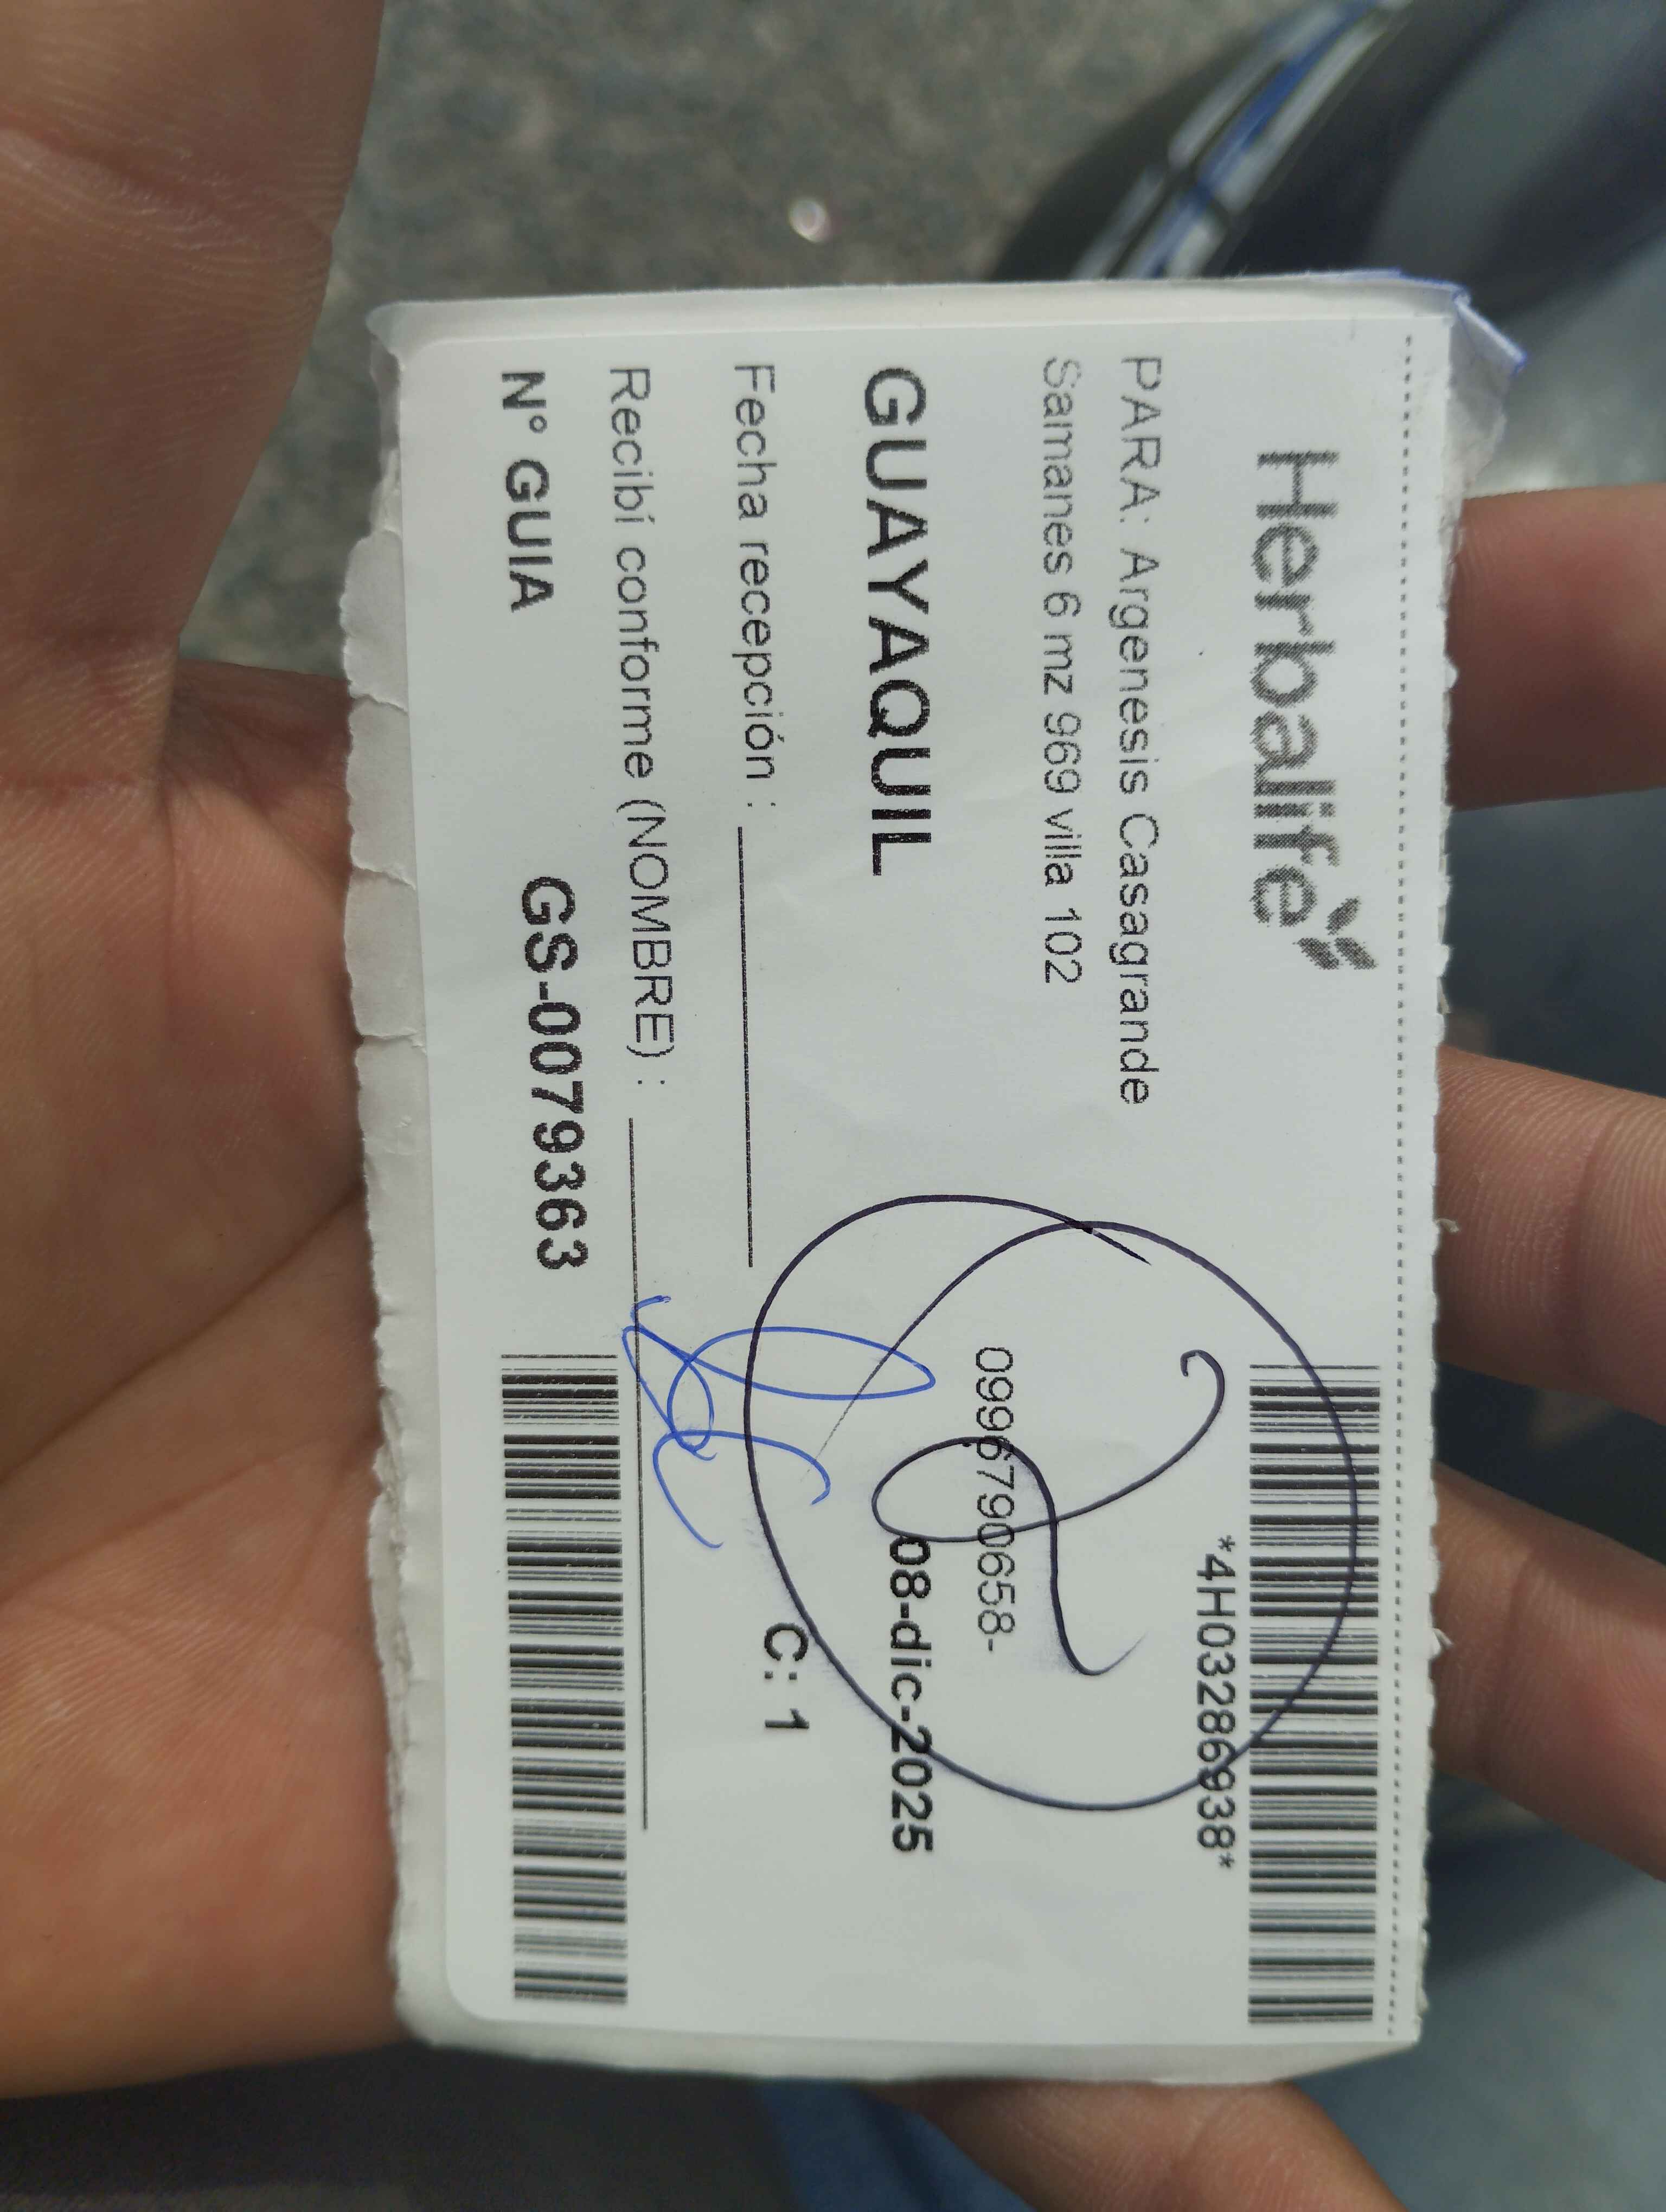 Herbalife
*4H03286938*
PARA: Argenesis Casagrande
Samanes 6 mz 969 villa 102
0996790658-
GUAYAQUIL
08-dic-2025
C: 1
Fecha recepción :
Recibí conforme (NOMBRE) :
N° GUIA
GS-0079363